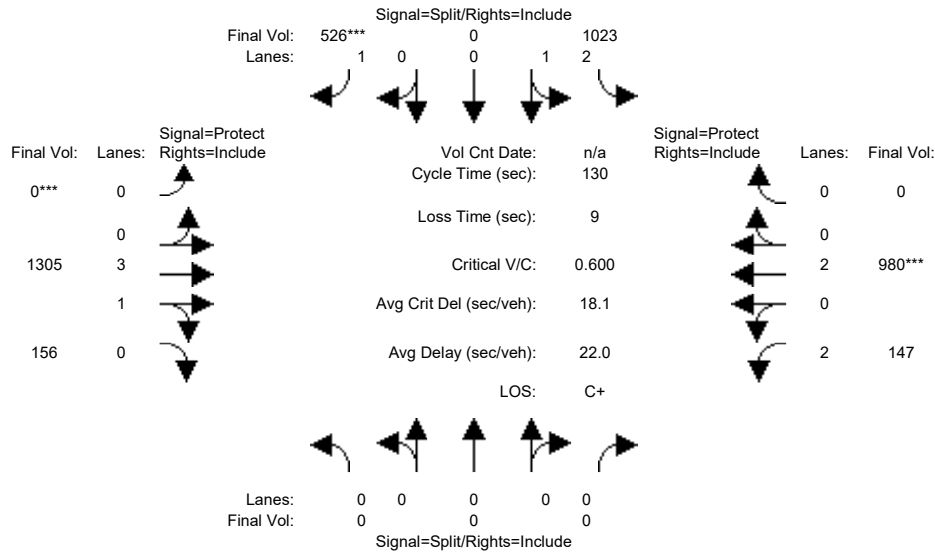 Signal=Split/Rights=Include
Final Vol: 526*** 0 1023
Lanes: 1 0 0 1 2
Signal=Protect Signal=Protect
Final Vol: Lanes: Rights=Include Vol Cnt Date: n/a Rights=Include Lanes: Final Vol:
Cycle Time (sec): 130
0*** 0 0 0
Loss Time (sec): 9
0 0
1305 3 Critical V/C: 0.600 2 980***
1 Avg Crit Del (sec/veh): 18.1 0
156 0 Avg Delay (sec/veh): 22.0 2 147
LOS: C+
Lanes: 0 0 0 0 0
Final Vol: 0 0 0
Signal=Split/Rights=Include